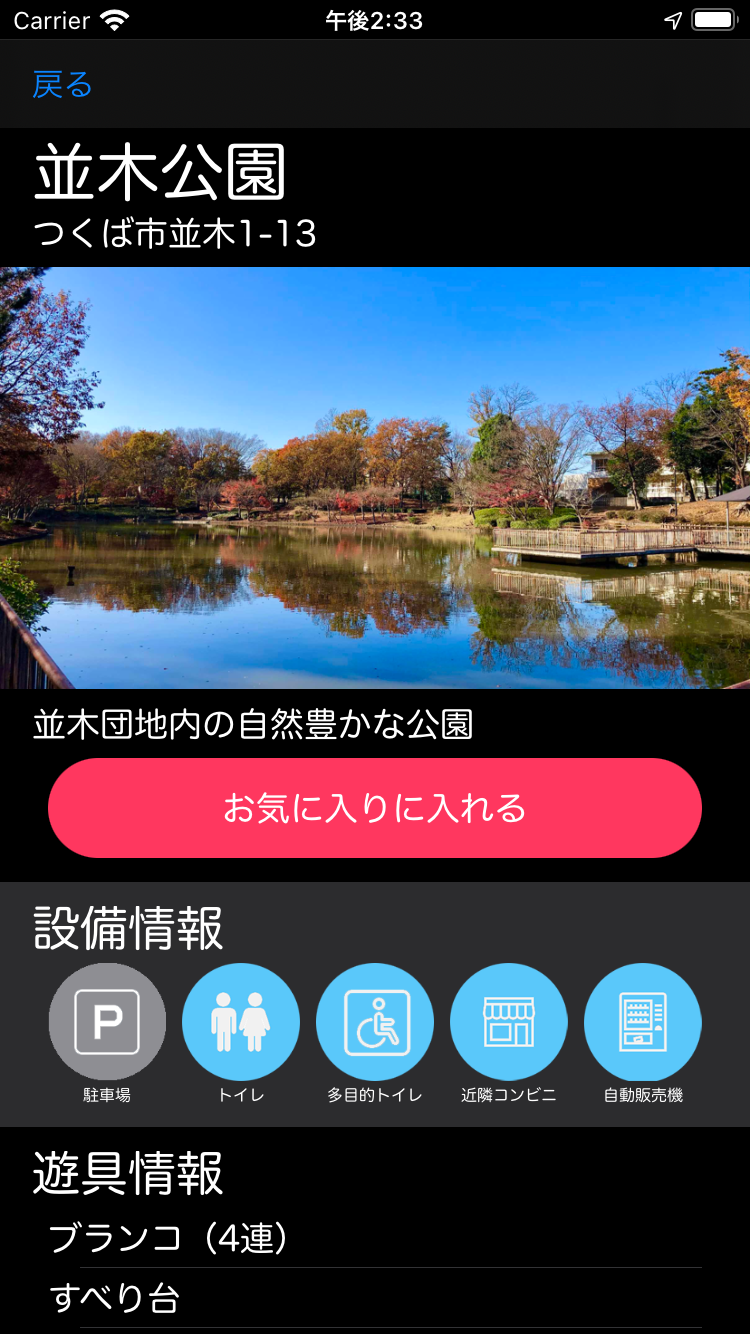 Carrier 午後2:33
戻る
並木公園
つくば市並木1-13
並木団地内の自然豊かな公園
お気に入りに入れる
設備情報
P
駐車場 トイレ 多目的トイレ 近隣コンビニ 自動販売機
遊具情報
ブランコ（4連）
すべり台